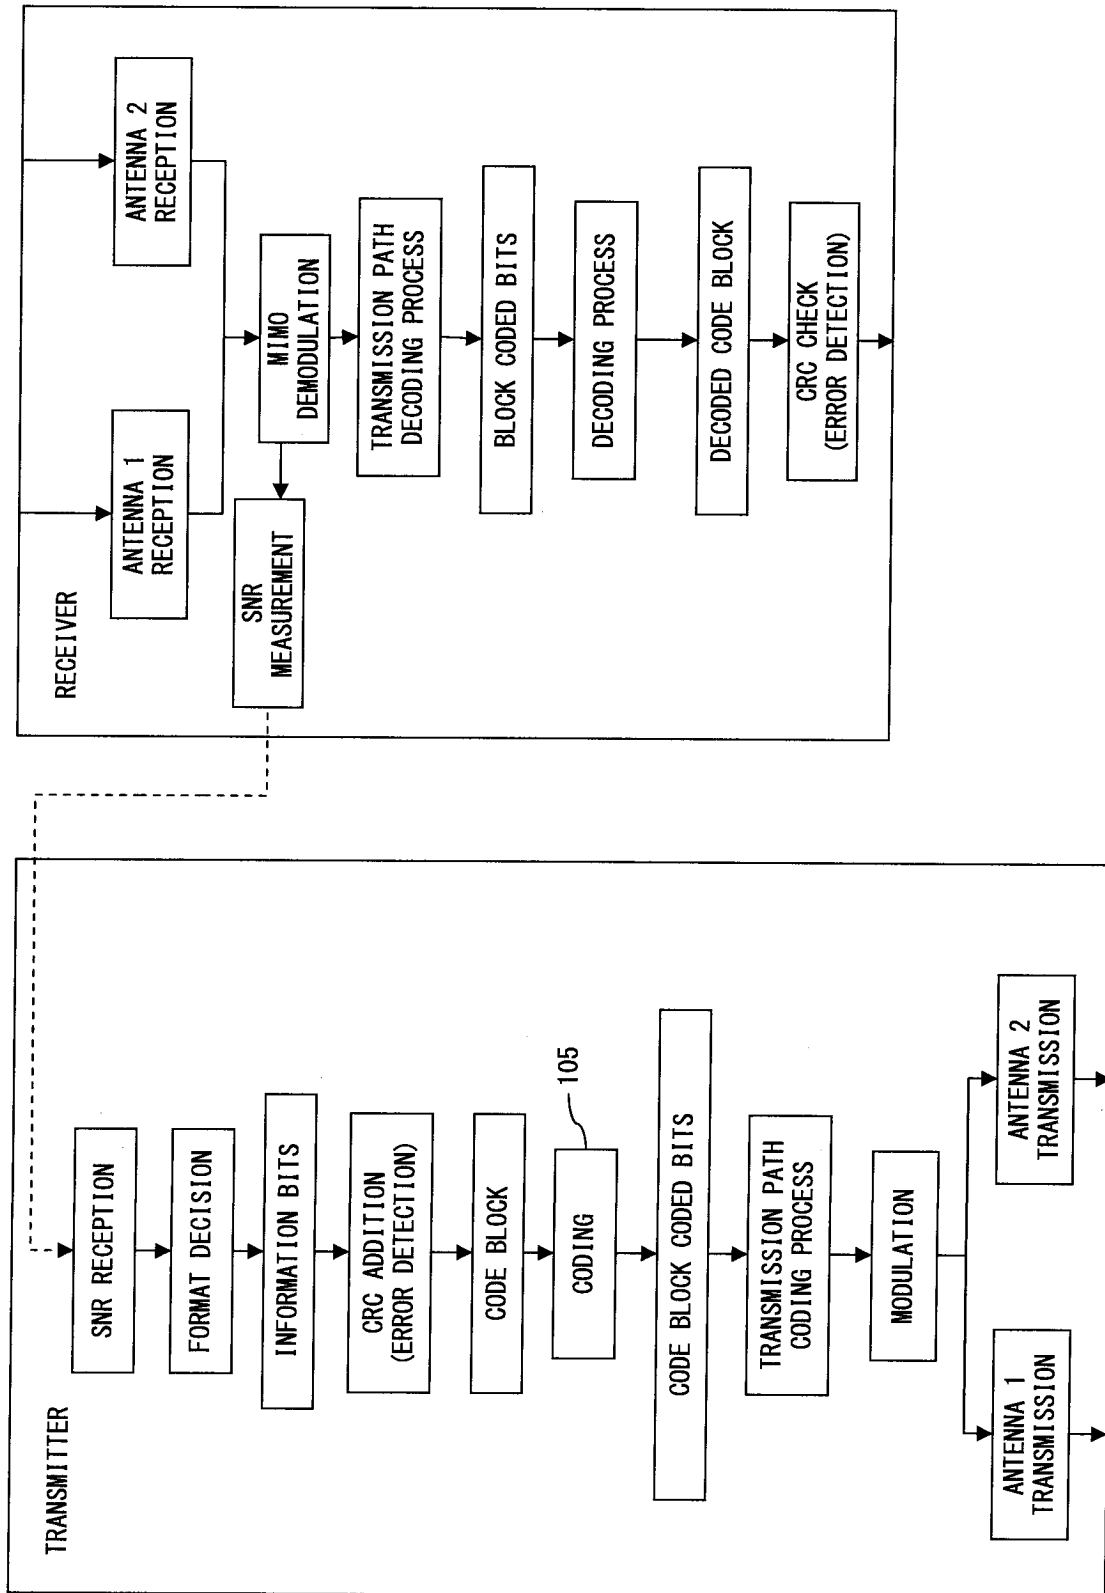 TRANSMITTER
SNR RECEPTION
FORMAT DECISION
INFORMATION BITS
CRC ADDITION
(ERROR DETECTION)
CODE BLOCK
CODING
105
CODE BLOCK CODED BITS
TRANSMISSION PATH
CODING PROCESS
MODULATION
ANTENNA 1
TRANSMISSION
ANTENNA 2
TRANSMISSION
RECEIVER
ANTENNA 1
RECEPTION
ANTENNA 2
RECEPTION
SNR
MEASUREMENT
MIMO
DEMODULATION
TRANSMISSION PATH
DECODING PROCESS
BLOCK CODED BITS
DECODING PROCESS
DECODED CODE BLOCK
CRC CHECK
(ERROR DETECTION)